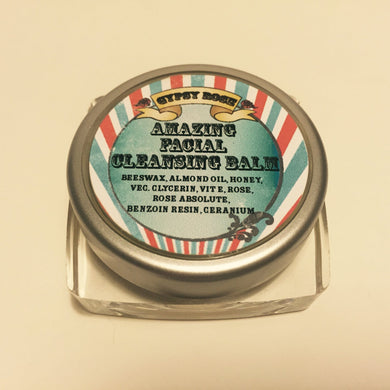 GYPSY ROSE
AMAZING
FACIAL
CLEANSING BALM
BEESWAX, ALMOND OIL, HONEY,
VEG. GLYCERIN, VIT E, ROSE,
ROSE ABSOLUTE,
BENZOIN RESIN, GERANIUM